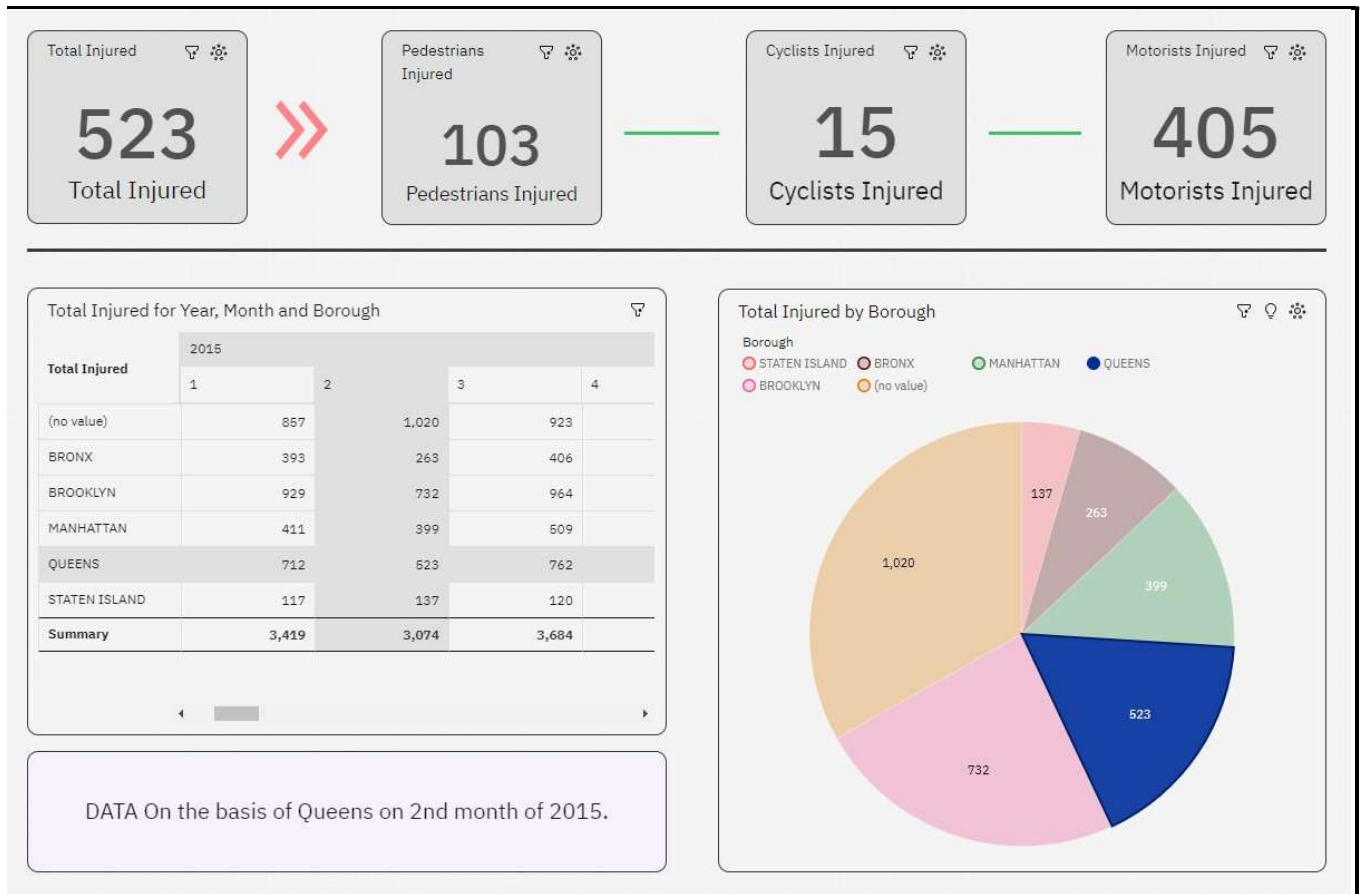 Total Injured
523
Total Injured
Pedestrians
Injured
103
Pedestrians Injured
Cyclists Injured
15
Cyclists Injured
Motorists Injured
405
Motorists Injured
Total Injured for Year, Month and Borough
Total Injured
2015
1 2 3 4
(no value) 857 1,020 923
BRONX 393 263 406
BROOKLYN 929 732 964
MANHATTAN 411 399 509
QUEENS 712 523 762
STATEN ISLAND 117 137 120
Summary 3,419 3,074 3,684
DATA On the basis of Queens on 2nd month of 2015.
Total Injured by Borough
Borough
STATEN ISLAND BRONX MANHATTAN QUEENS
BROOKLYN (no value)
137
263
1,020
399
523
732